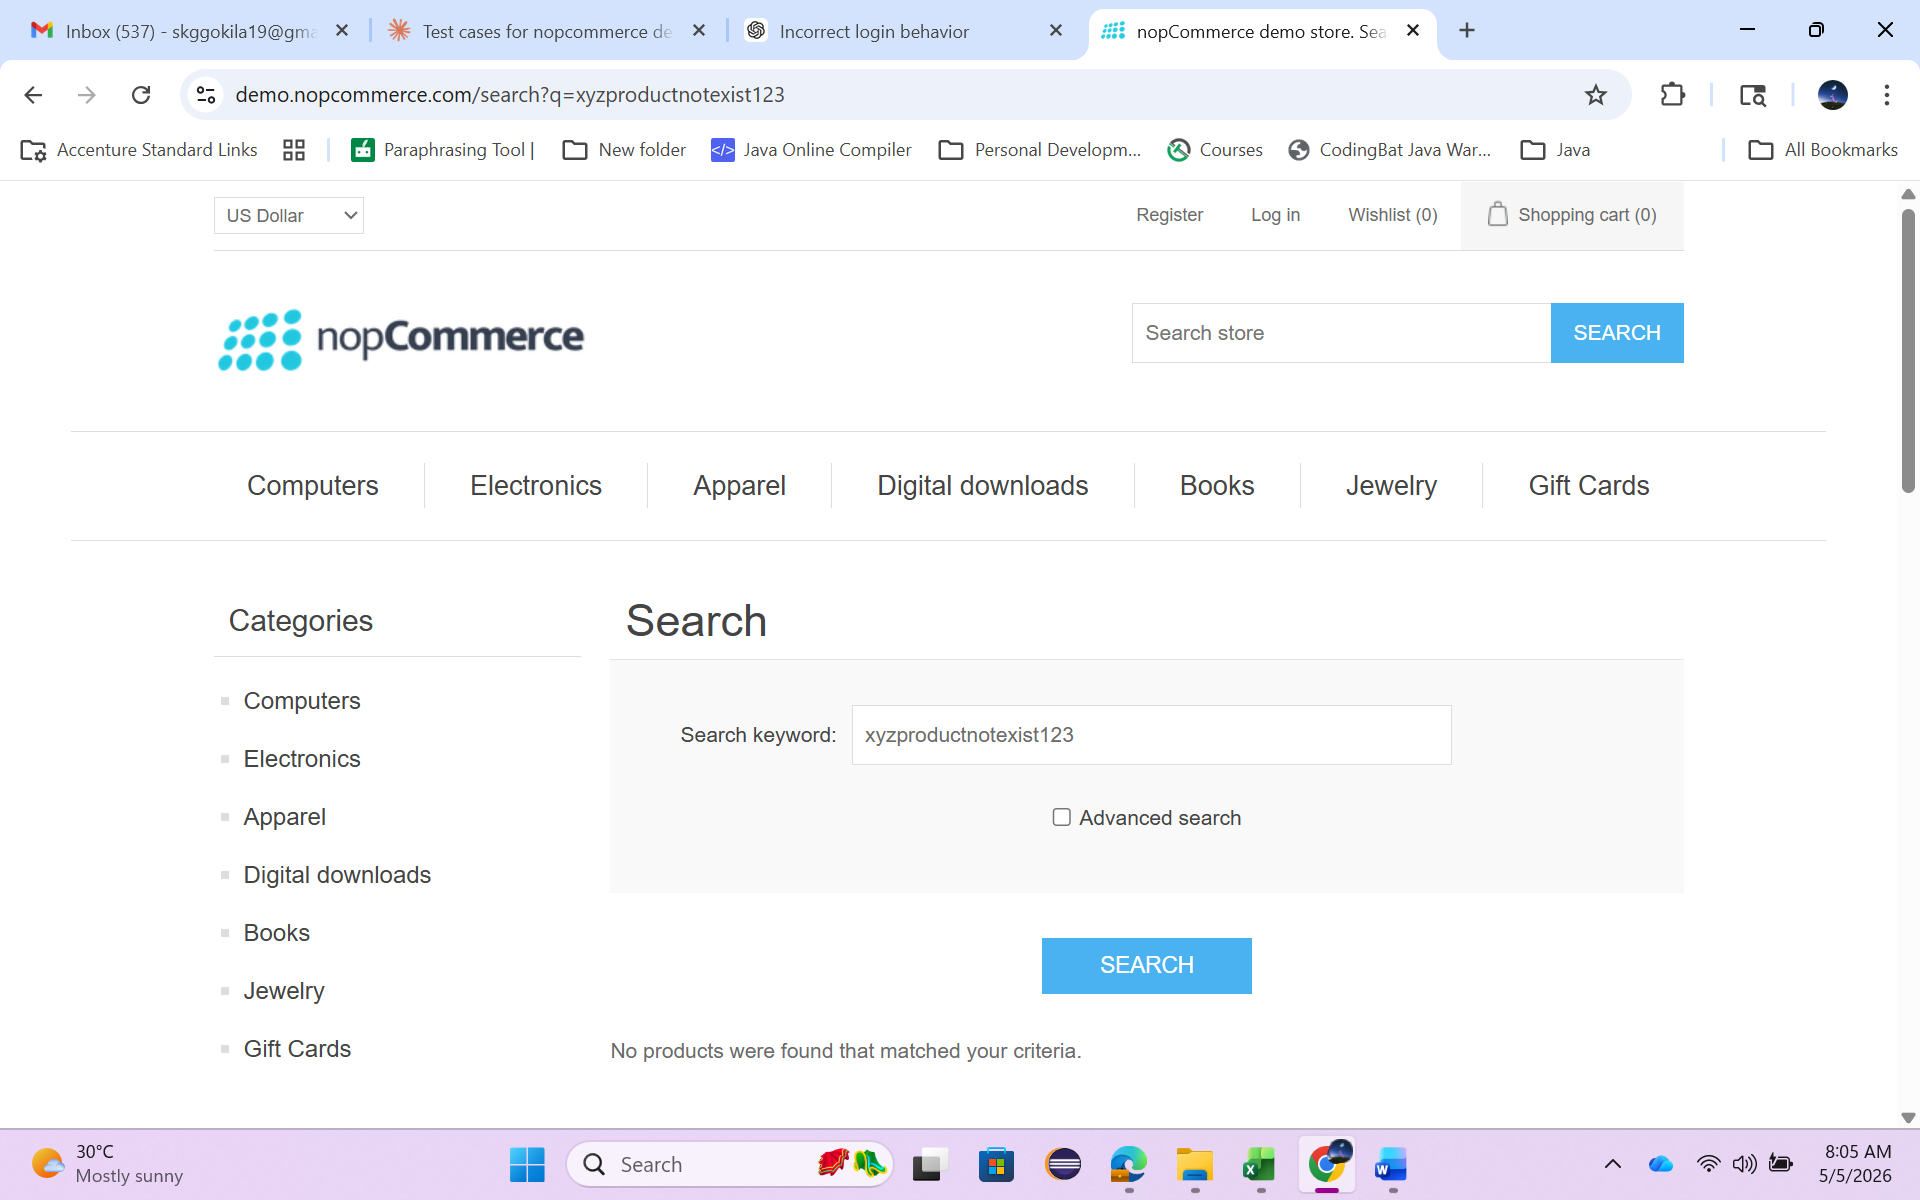 Inbox (537) - skggokila19@gma
Test cases for nopcommerce de
Incorrect login behavior
nopCommerce demo store. Sea
demo.nopcommerce.com/search?q=xyzproductnotexist123
Accenture Standard Links
Paraphrasing Tool |
New folder
Java Online Compiler
Personal Developm...
Courses
CodingBat Java War...
Java
All Bookmarks
US Dollar
Register
Log in
Wishlist (0)
Shopping cart (0)
nopCommerce
Search store
SEARCH
Computers
Electronics
Apparel
Digital downloads
Books
Jewelry
Gift Cards
Categories
Computers
Electronics
Apparel
Digital downloads
Books
Jewelry
Gift Cards
Search
Search keyword:
xyzproductnotexist123
Advanced search
SEARCH
No products were found that matched your criteria.
30°C
Mostly sunny
Search
8:05 AM
5/5/2026